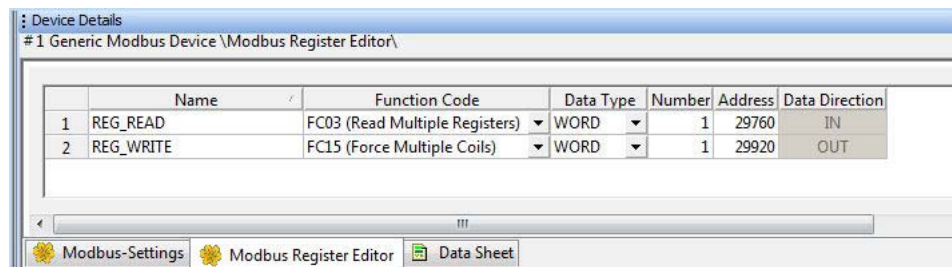 Device Details
#1 Generic Modbus Device \Modbus Register Editor\
Name Function Code Data Type Number Address Data Direction
1 REG_READ FC03 (Read Multiple Registers) WORD 1 29760 IN
2 REG_WRITE FC15 (Force Multiple Coils) WORD 1 29920 OUT
Modbus-Settings Modbus Register Editor Data Sheet